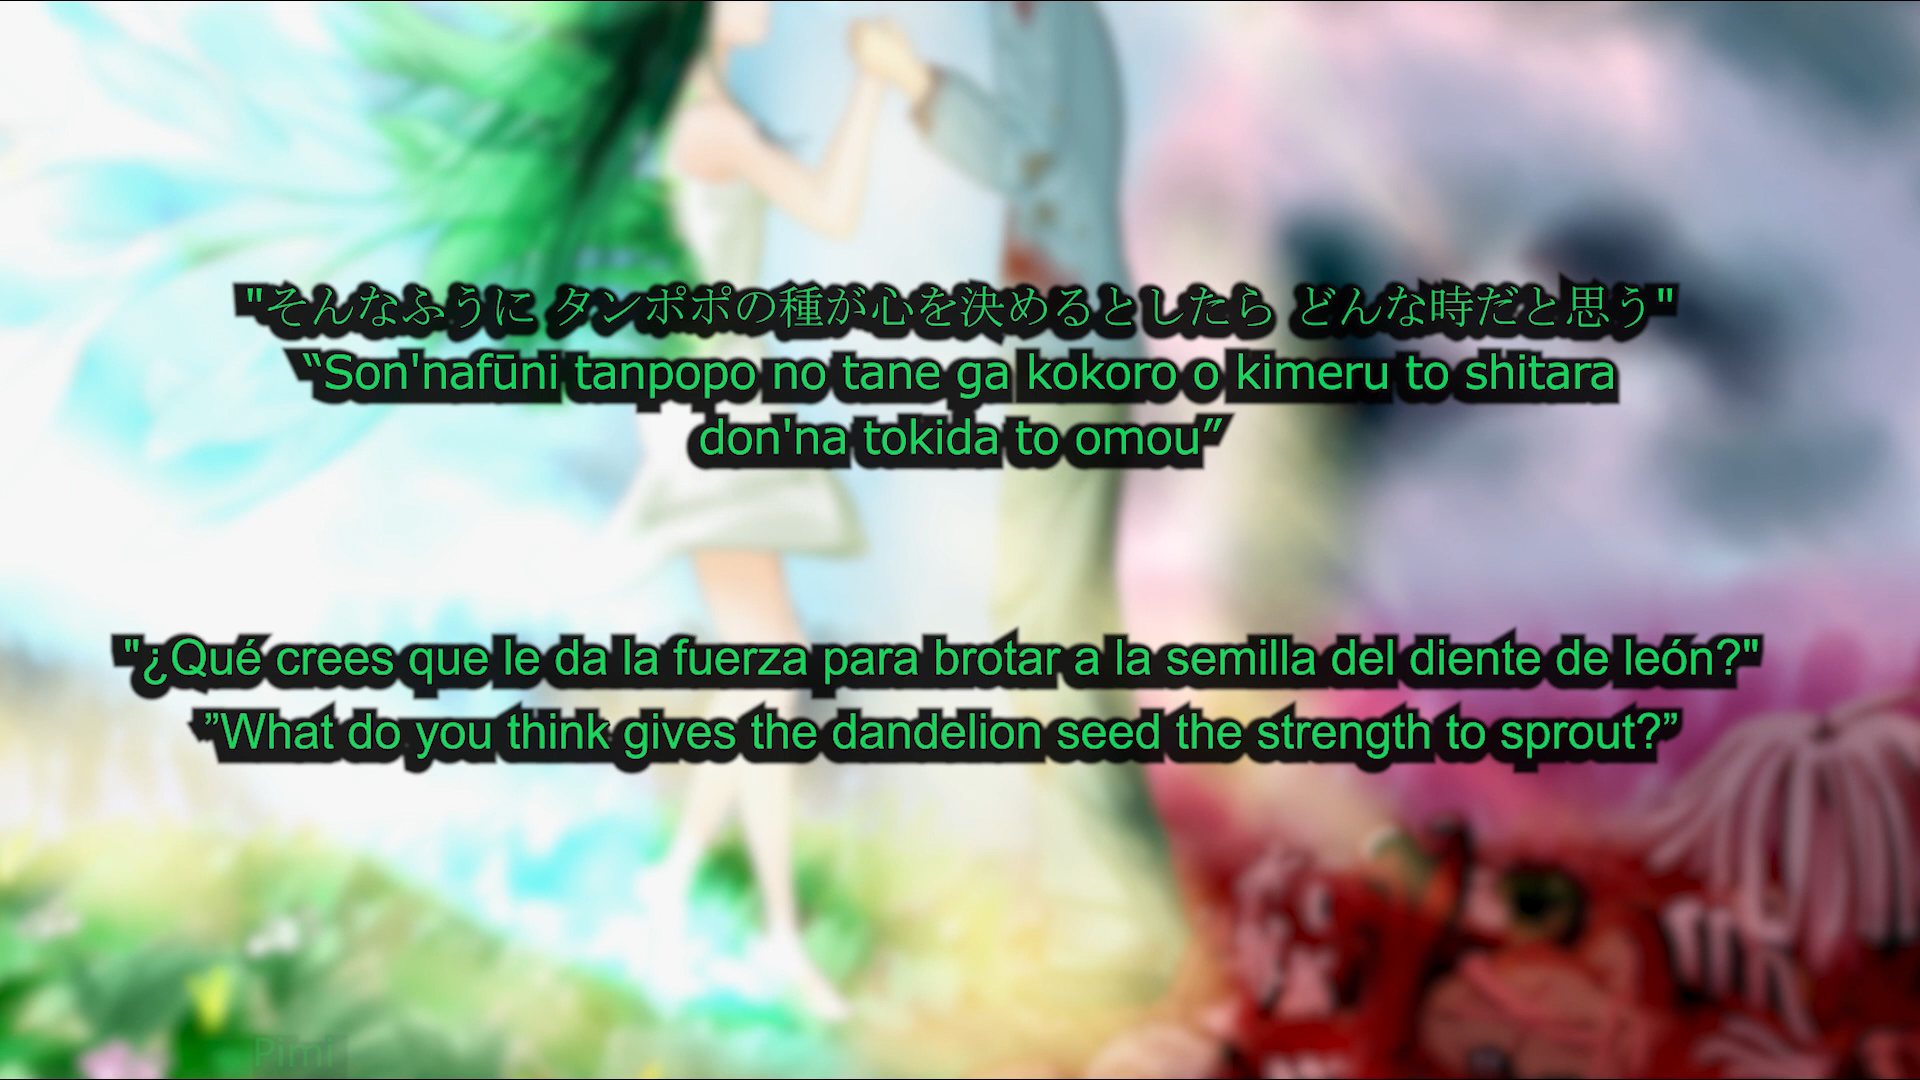 "そんなふうに タンポポの種が心を決めるとしたら どんな時だと思う"
“Son'nafūni tanpopo no tane ga kokoro o kimeru to shitara
don'na tokida to omou”
"¿Qué crees que le da la fuerza para brotar a la semilla del diente de león?"
”What do you think gives the dandelion seed the strength to sprout?”
Pimi